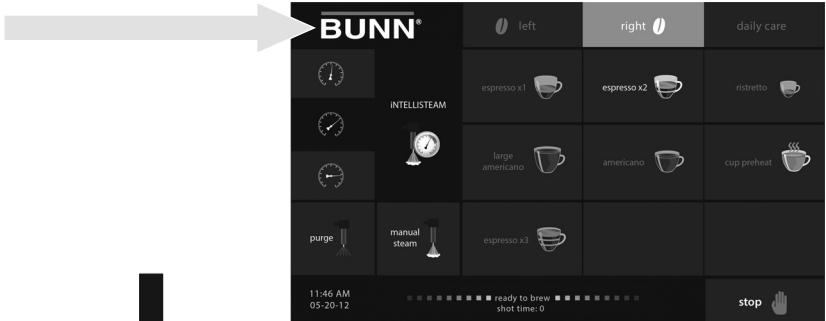 BUNN®
left
right
daily care
espresso x1
espresso x2
ristretto
iNTELLISTEAM
large
americano
americano
cup preheat
purge
manual
steam
espresso x3
11:46 AM
05-20-12
ready to brew
shot time: 0
stop